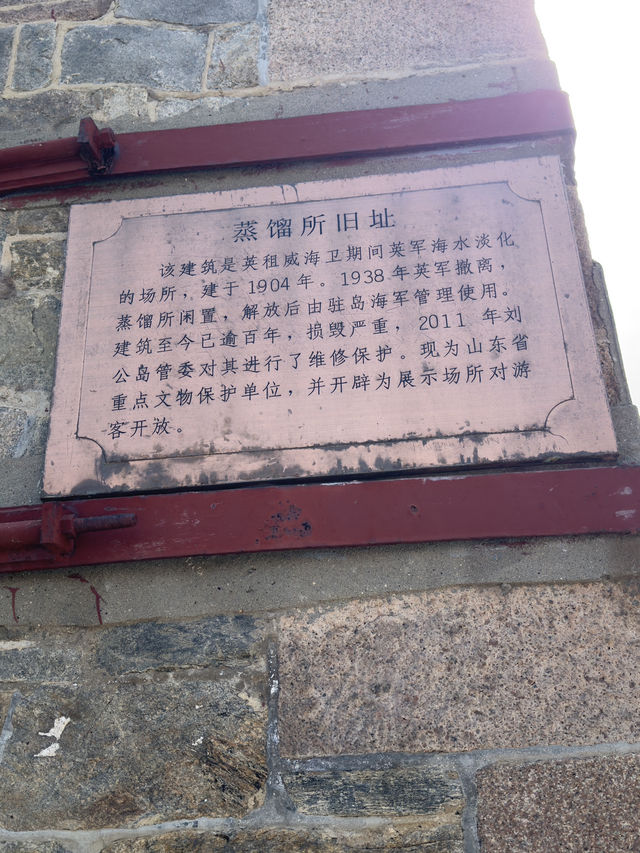 蒸馏所旧址
该建筑是英租威海卫期间英军海水淡化
的场所，建于1904年。1938年英军撤离，
蒸馏所闲置，解放后由驻岛海军管理使用。
建筑至今已逾百年，损毁严重，2011年刘
公岛管委对其进行了维修保护。现为山东省
重点文物保护单位，并开辟为展示场所对游
客开放。